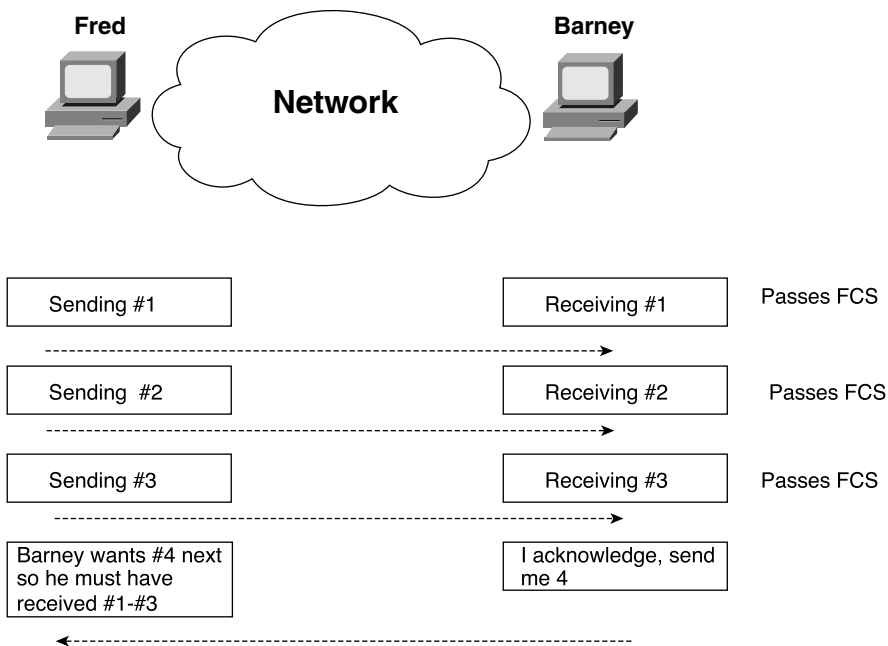 Fred
Barney
Network
Sending #1
Receiving #1
Passes FCS
Sending #2
Receiving #2
Passes FCS
Sending #3
Receiving #3
Passes FCS
Barney wants #4 next
so he must have
received #1-#3
I acknowledge, send
me 4